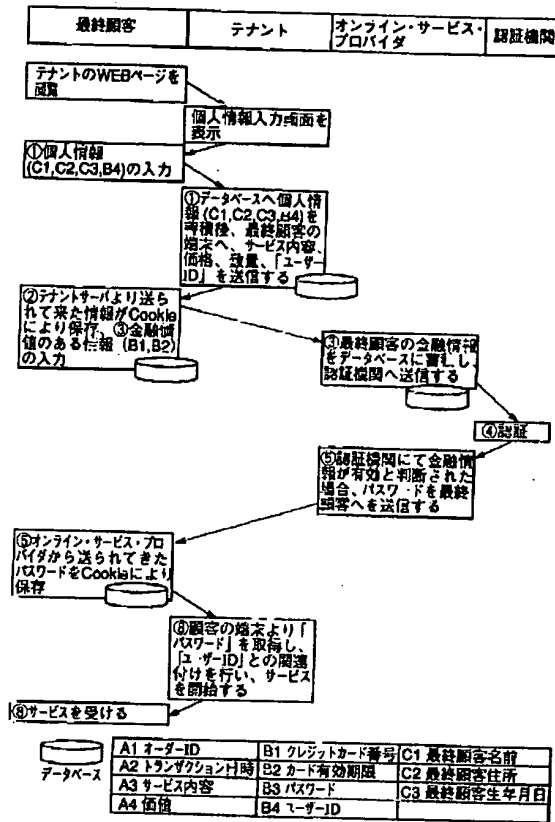 最終顧客
テナント
オンライン・サービス・
プロバイダ
認証機関
テナントのWEBページを
閲覧
個人情報入力画面を
表示
①個人情報
(C1,C2,C3,B4)の入力
①データベースへ個人情
報(C1,C2,C3,B4)を
蓄積後、最終顧客の
端末へ、サービス内容、
価格、数量、「ユーザー
ID」を送信する
②テナントサーバより送ら
れて来た情報がCookie
により保存、③金融価
値のある情報(B1,B2)
の入力
③最終顧客の金融情報
をデータベースに蓄積し、
認証機関へ送信する
④認証
⑤認証機関にて金融情
報が有効と判断された
場合、パスワードを最終
顧客へを送信する
⑤オンライン・サービス・プロ
バイダから送られてきた
パスワードをCookieにより
保存
⑧顧客の端末より「
パスワード」を取得し、
「ユーザーID」との関連
付けを行い、サービス
を開始する
⑧サービスを受ける
データベース
A1 オーダーID
B1 クレジットカード番号
C1 最終顧客名前
A2 トランザクション日時
B2 カード有効期限
C2 最終顧客住所
A3 サービス内容
B3 パスワード
C3 最終顧客生年月日
A4 価値
B4 ユーザーID